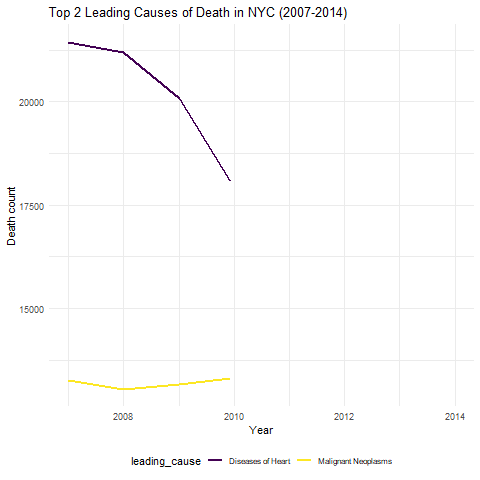 Top 2 Leading Causes of Death in NYC (2007-2014)
Death count
20000
17500
15000
2008 2010 2012 2014
Year
leading_cause Diseases of Heart Malignant Neoplasms